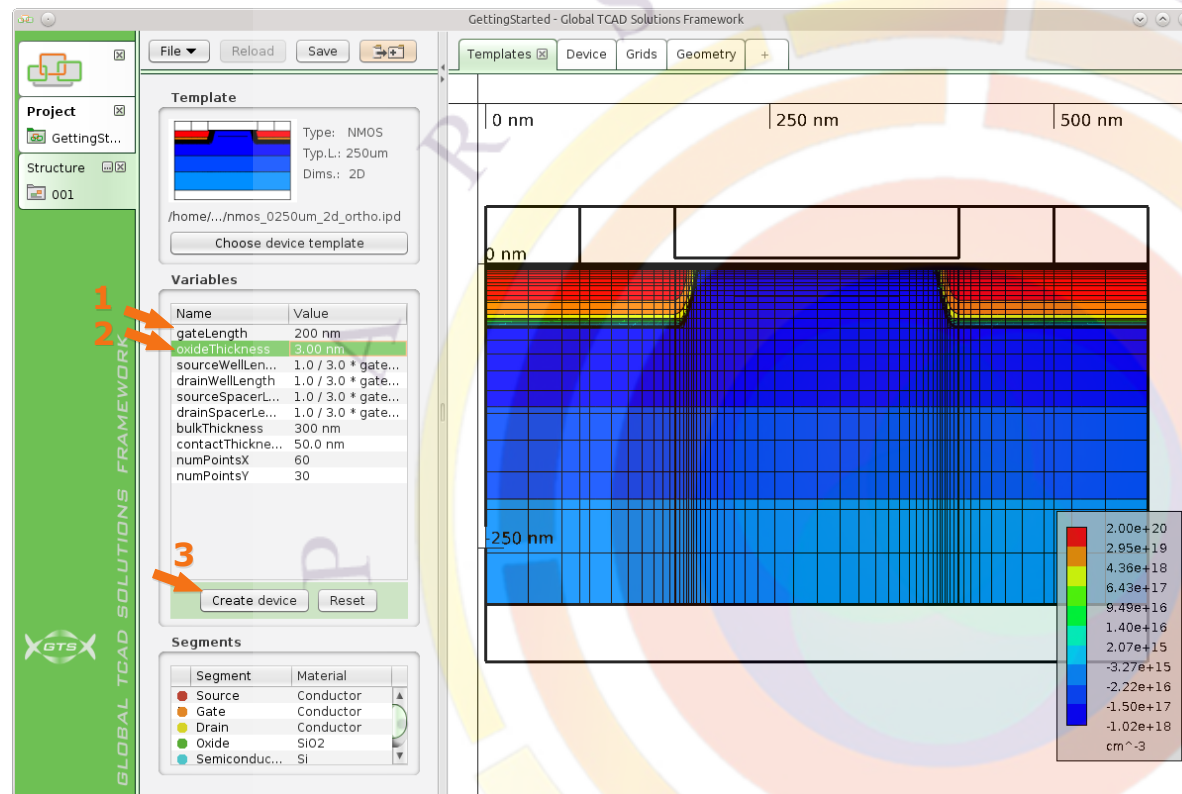 GettingStarted - Global TCAD Solutions Framework
File Reload Save
Templates Device Grids Geometry +
Project
GettingSt...
Structure
001
GLOBAL TCAD SOLUTIONS FRAMEWORK
GTS
Template
Type: NMOS
Typ.L.: 250um
Dims.: 2D
/home/.../nmos_0250um_2d_ortho.ipd
Choose device template
Variables
Name Value
1
gateLength 200 nm
2
oxideThickness 3.00 nm
sourceWellLen... 1.0 / 3.0 * gate...
drainWellLength 1.0 / 3.0 * gate...
sourceSpacerL... 1.0 / 3.0 * gate...
drainSpacerLe... 1.0 / 3.0 * gate...
bulkThickness 300 nm
contactThickne... 50.0 nm
numPointsX 60
numPointsY 30
3
Create device Reset
Segments
Segment Material
Source Conductor
Gate Conductor
Drain Conductor
Oxide SiO2
Semiconduc... Si
0 nm 250 nm 500 nm
0 nm
-250 nm
2.00e+20
2.95e+19
4.36e+18
6.43e+17
9.49e+16
1.40e+16
2.07e+15
-3.27e+15
-2.22e+16
-1.50e+17
-1.02e+18
cm^-3
P A R S